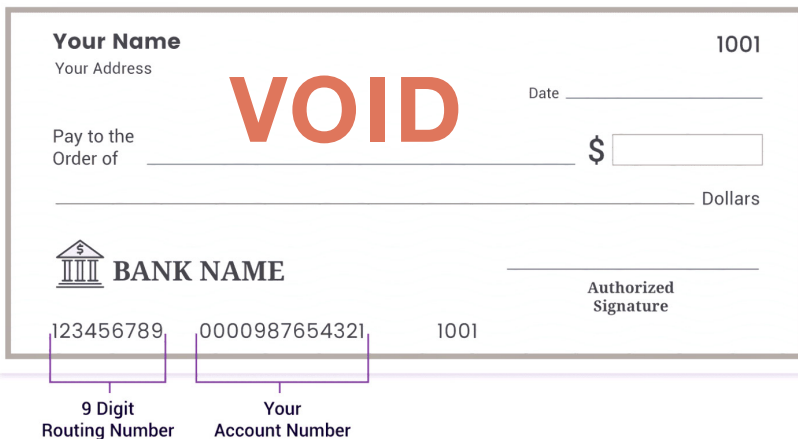 Your Name
1001
Your Address
VOID
Date
Pay to the
Order of
$
Dollars
$
BANK NAME
Authorized
Signature
123456789 0000987654321 1001
9 Digit
Routing Number
Your
Account Number